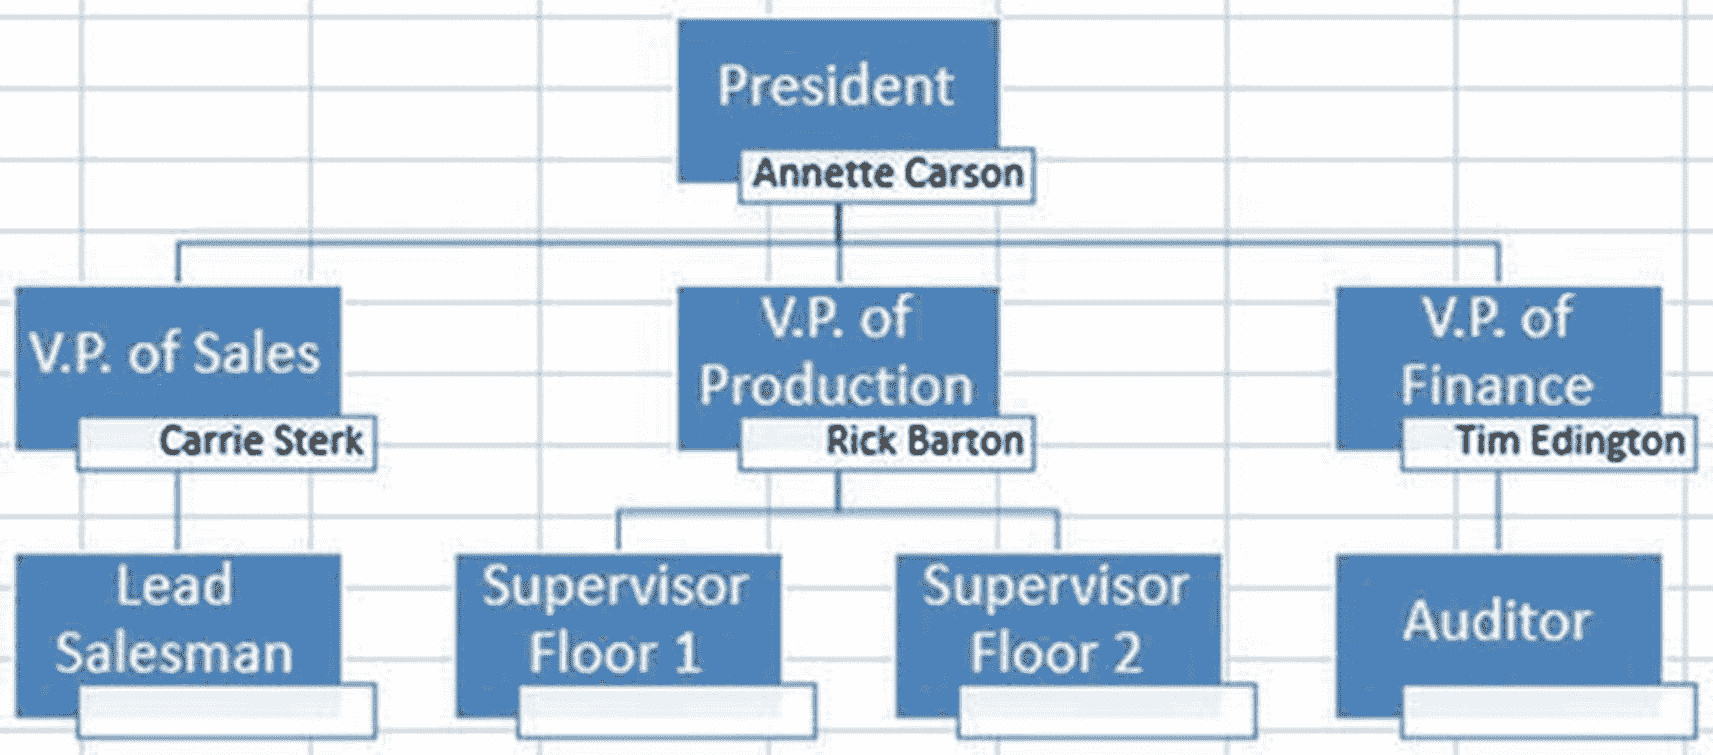 President
Annette Carson
V.P. of Sales
Carrie Sterk
V.P. of
Production
Rick Barton
V.P. of
Finance
Tim Edington
Lead
Salesman
Supervisor
Floor 1
Supervisor
Floor 2
Auditor